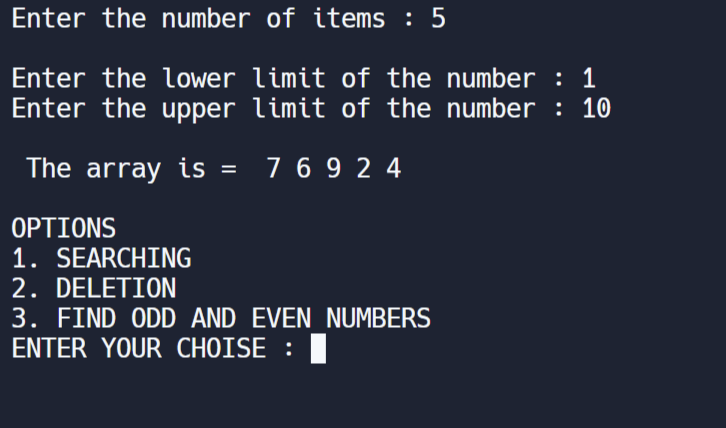 Enter the number of items : 5
Enter the lower limit of the number : 1
Enter the upper limit of the number : 10
The array is =  7 6 9 2 4
OPTIONS
1. SEARCHING
2. DELETION
3. FIND ODD AND EVEN NUMBERS
ENTER YOUR CHOISE :